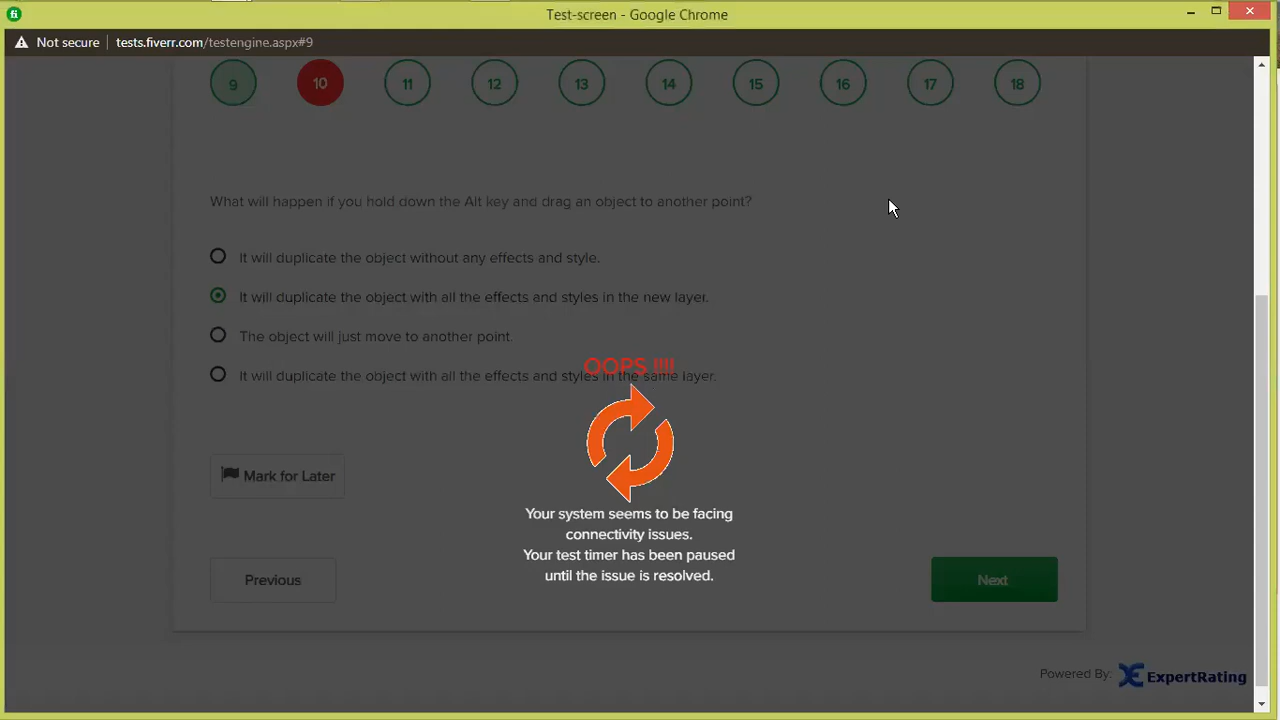 fi
Test-screen - Google Chrome
Not secure | tests.fiverr.com/testengine.aspx#9
9 10 11 12 13 14 15 16 17 18
What will happen if you hold down the Alt key and drag an object to another point?
It will duplicate the object without any effects and style.
It will duplicate the object with all the effects and styles in the new layer.
The object will just move to another point.
It will duplicate the object with all the effects and styles in the same layer.
OOPS !!!!
Your system seems to be facing
connectivity issues.
Your test timer has been paused
until the issue is resolved.
Mark for Later
Previous
Next
Powered By: ExpertRating